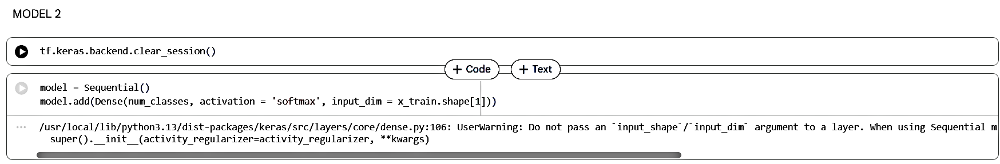 MODEL 2
tf.keras.backend.clear_session()
+ Code + Text
model = Sequential()
model.add(Dense(num_classes, activation = 'softmax', input_dim = x_train.shape[1]))
/usr/local/lib/python3.13/dist-packages/keras/src/layers/core/dense.py:106: UserWarning: Do not pass an `input_shape`/`input_dim` argument to a layer. When using Sequential m
super().__init__(activity_regularizer=activity_regularizer, **kwargs)